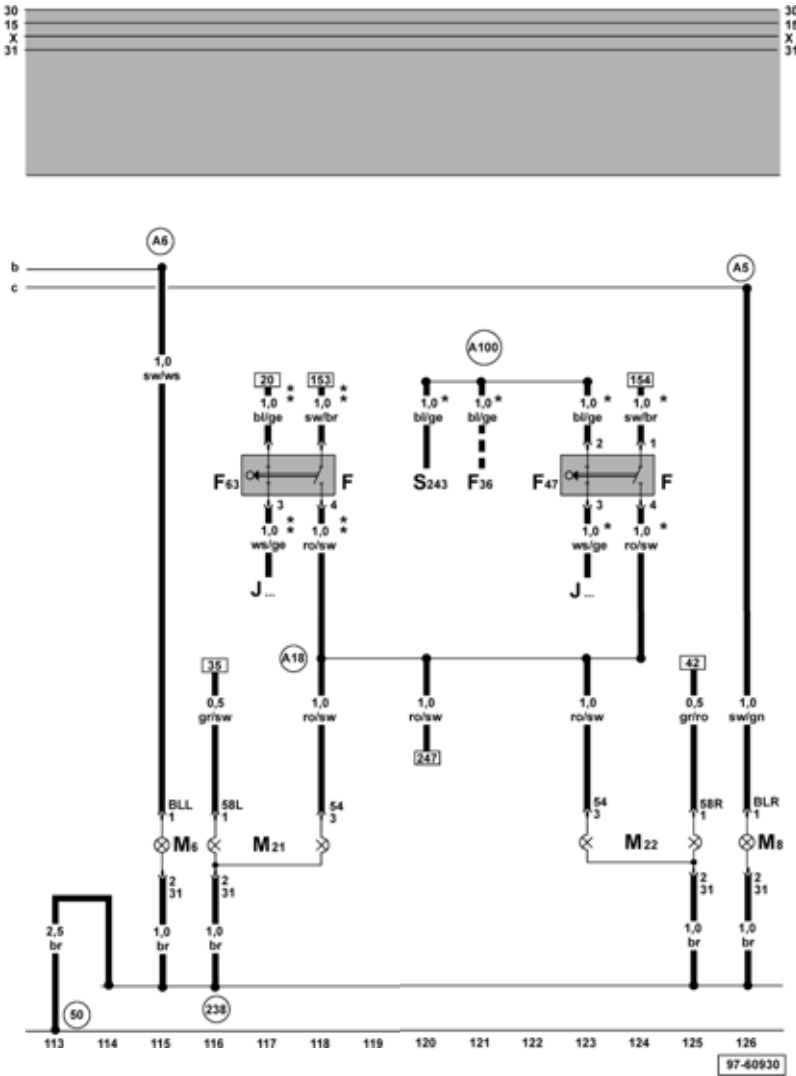 30 30
15 15
X X
31 31
A6
b
A5
c
A100
1,0
sw/ws
20 * 153 * 154
* *
1,0 1,0 1,0 * 1,0 * 1,0 * 1,0 *
bl/ge sw/br bl/ge bl/ge bl/ge sw/br
2 1
F63 F S243 F36 F47 F
3 4 3 4
1,0 * 1,0 * 1,0 * 1,0 *
* *
ws/ge ro/sw ws/ge ro/sw
J ... J ...
A18
35 42
0,5 1,0 1,0 1,0 0,5 1,0
gr/sw ro/sw ro/sw ro/sw gr/ro sw/gn
247
BLL 58L 54 54 58R BLR
1 1 3 3 1 1
M6 M21 M22 M8
2 2 2 2
31 31 31 31
2,5 1,0 1,0 1,0 1,0
br br br br br
50 238
113 114 115 116 117 118 119 120 121 122 123 124 125 126
97-60930